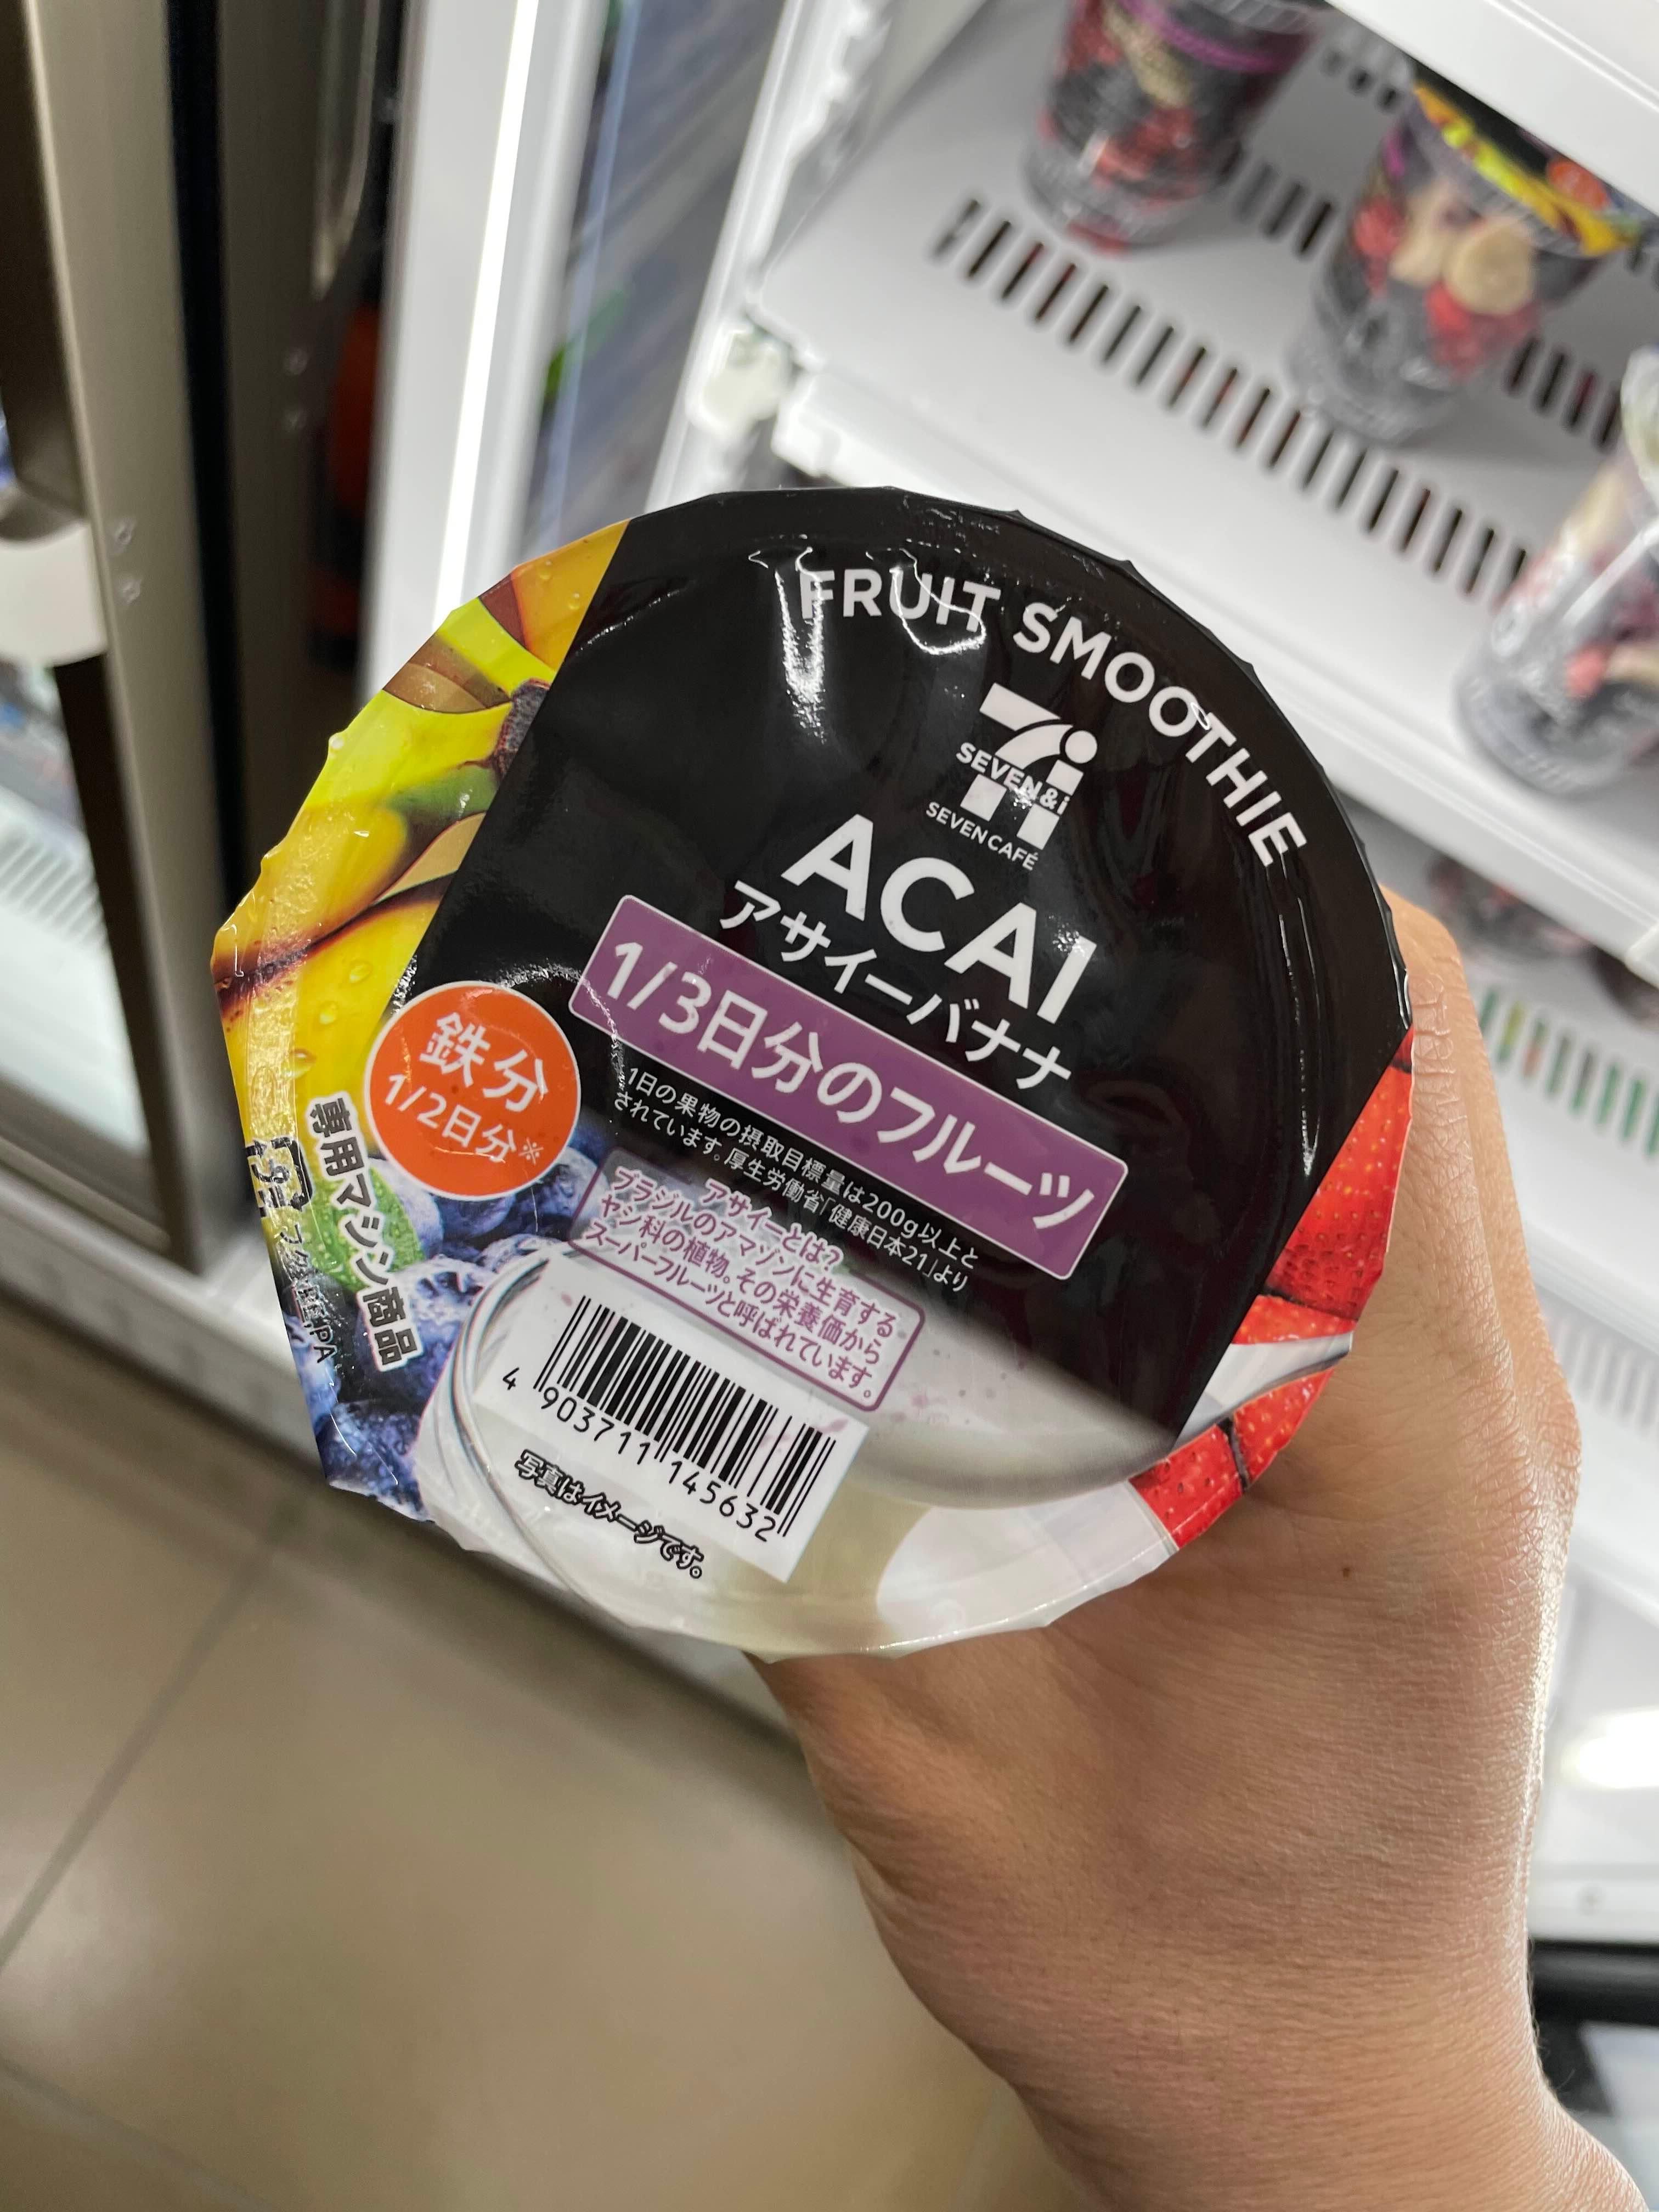 FRUIT SMOOTHIE
SEVEN&i
SEVEN CAFÉ
ACAI
アサイーバナナ
1/3日分のフルーツ
1日の果物の摂取目標量は200g以上と
されています。厚生労働省「健康日本21」より
鉄分
1/2日分※
アサイーとは?
ブラジルのアマゾンに生育する
ヤシ科の植物。その栄養価から
スーパーフルーツと呼ばれています。
専用マシン商品
PA
4 903711 145632
写真はイメージです。